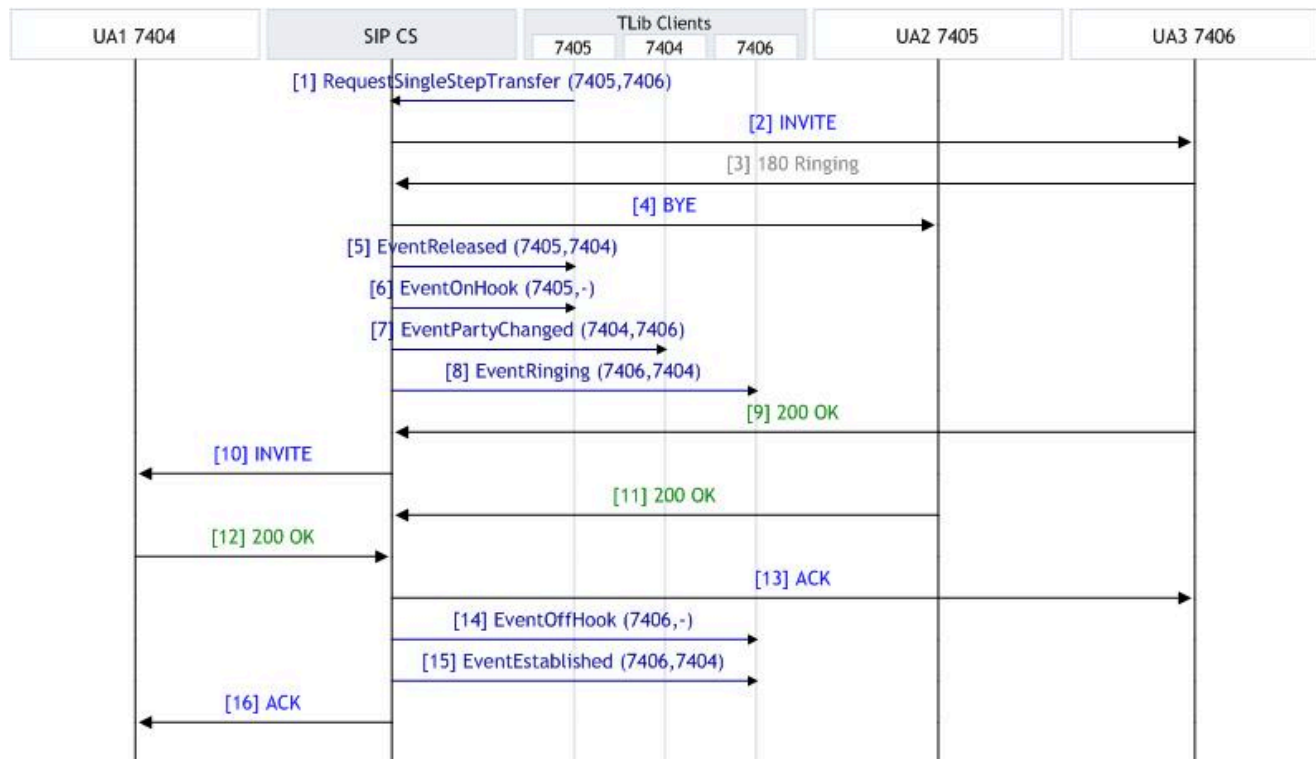 UA1 7404
SIP CS
TLib Clients
7405 7404 7406
UA2 7405
UA3 7406
[1] RequestSingleStepTransfer (7405,7406)
[2] INVITE
[3] 180 Ringing
[4] BYE
[5] EventReleased (7405,7404)
[6] EventOnHook (7405,-)
[7] EventPartyChanged (7404,7406)
[8] EventRinging (7406,7404)
[9] 200 OK
[10] INVITE
[11] 200 OK
[12] 200 OK
[13] ACK
[14] EventOffHook (7406,-)
[15] EventEstablished (7406,7404)
[16] ACK